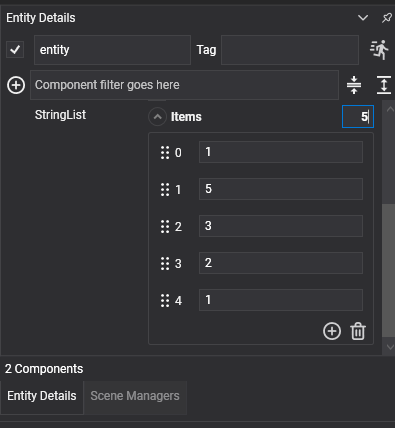 Entity Details
entity
Tag
Component filter goes here
StringList
Items
5
0 1
1 5
2 3
3 2
4 1
2 Components
Entity Details Scene Managers